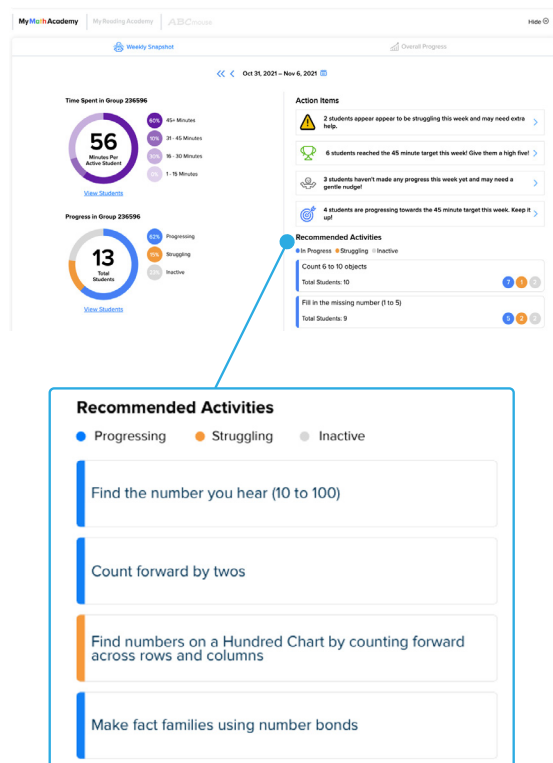 My Math Academy
My Reading Academy
ABCmouse
Hide
Weekly Snapshot
Overall Progress
Oct 31, 2021 – Nov 6, 2021
Time Spent in Group 236596
56
Minutes Per
Active Student
60% 45+ Minutes
10% 31 - 45 Minutes
30% 16 - 30 Minutes
0% 1 - 15 Minutes
View Students
Progress in Group 236596
13
Total
Students
62% Progressing
15% Struggling
23% Inactive
View Students
Action Items
2 students appear appear to be struggling this week and may need extra
help.
6 students reached the 45 minute target this week! Give them a high five!
3 students haven't made any progress this week yet and may need a
gentle nudge!
4 students are progressing towards the 45 minute target this week. Keep it
up!
Recommended Activities
In Progress Struggling Inactive
Count 6 to 10 objects
Total Students: 10 7 1 2
Fill in the missing number (1 to 5)
Total Students: 9 5 2 2
Recommended Activities
Progressing Struggling Inactive
Find the number you hear (10 to 100)
Count forward by twos
Find numbers on a Hundred Chart by counting forward
across rows and columns
Make fact families using number bonds